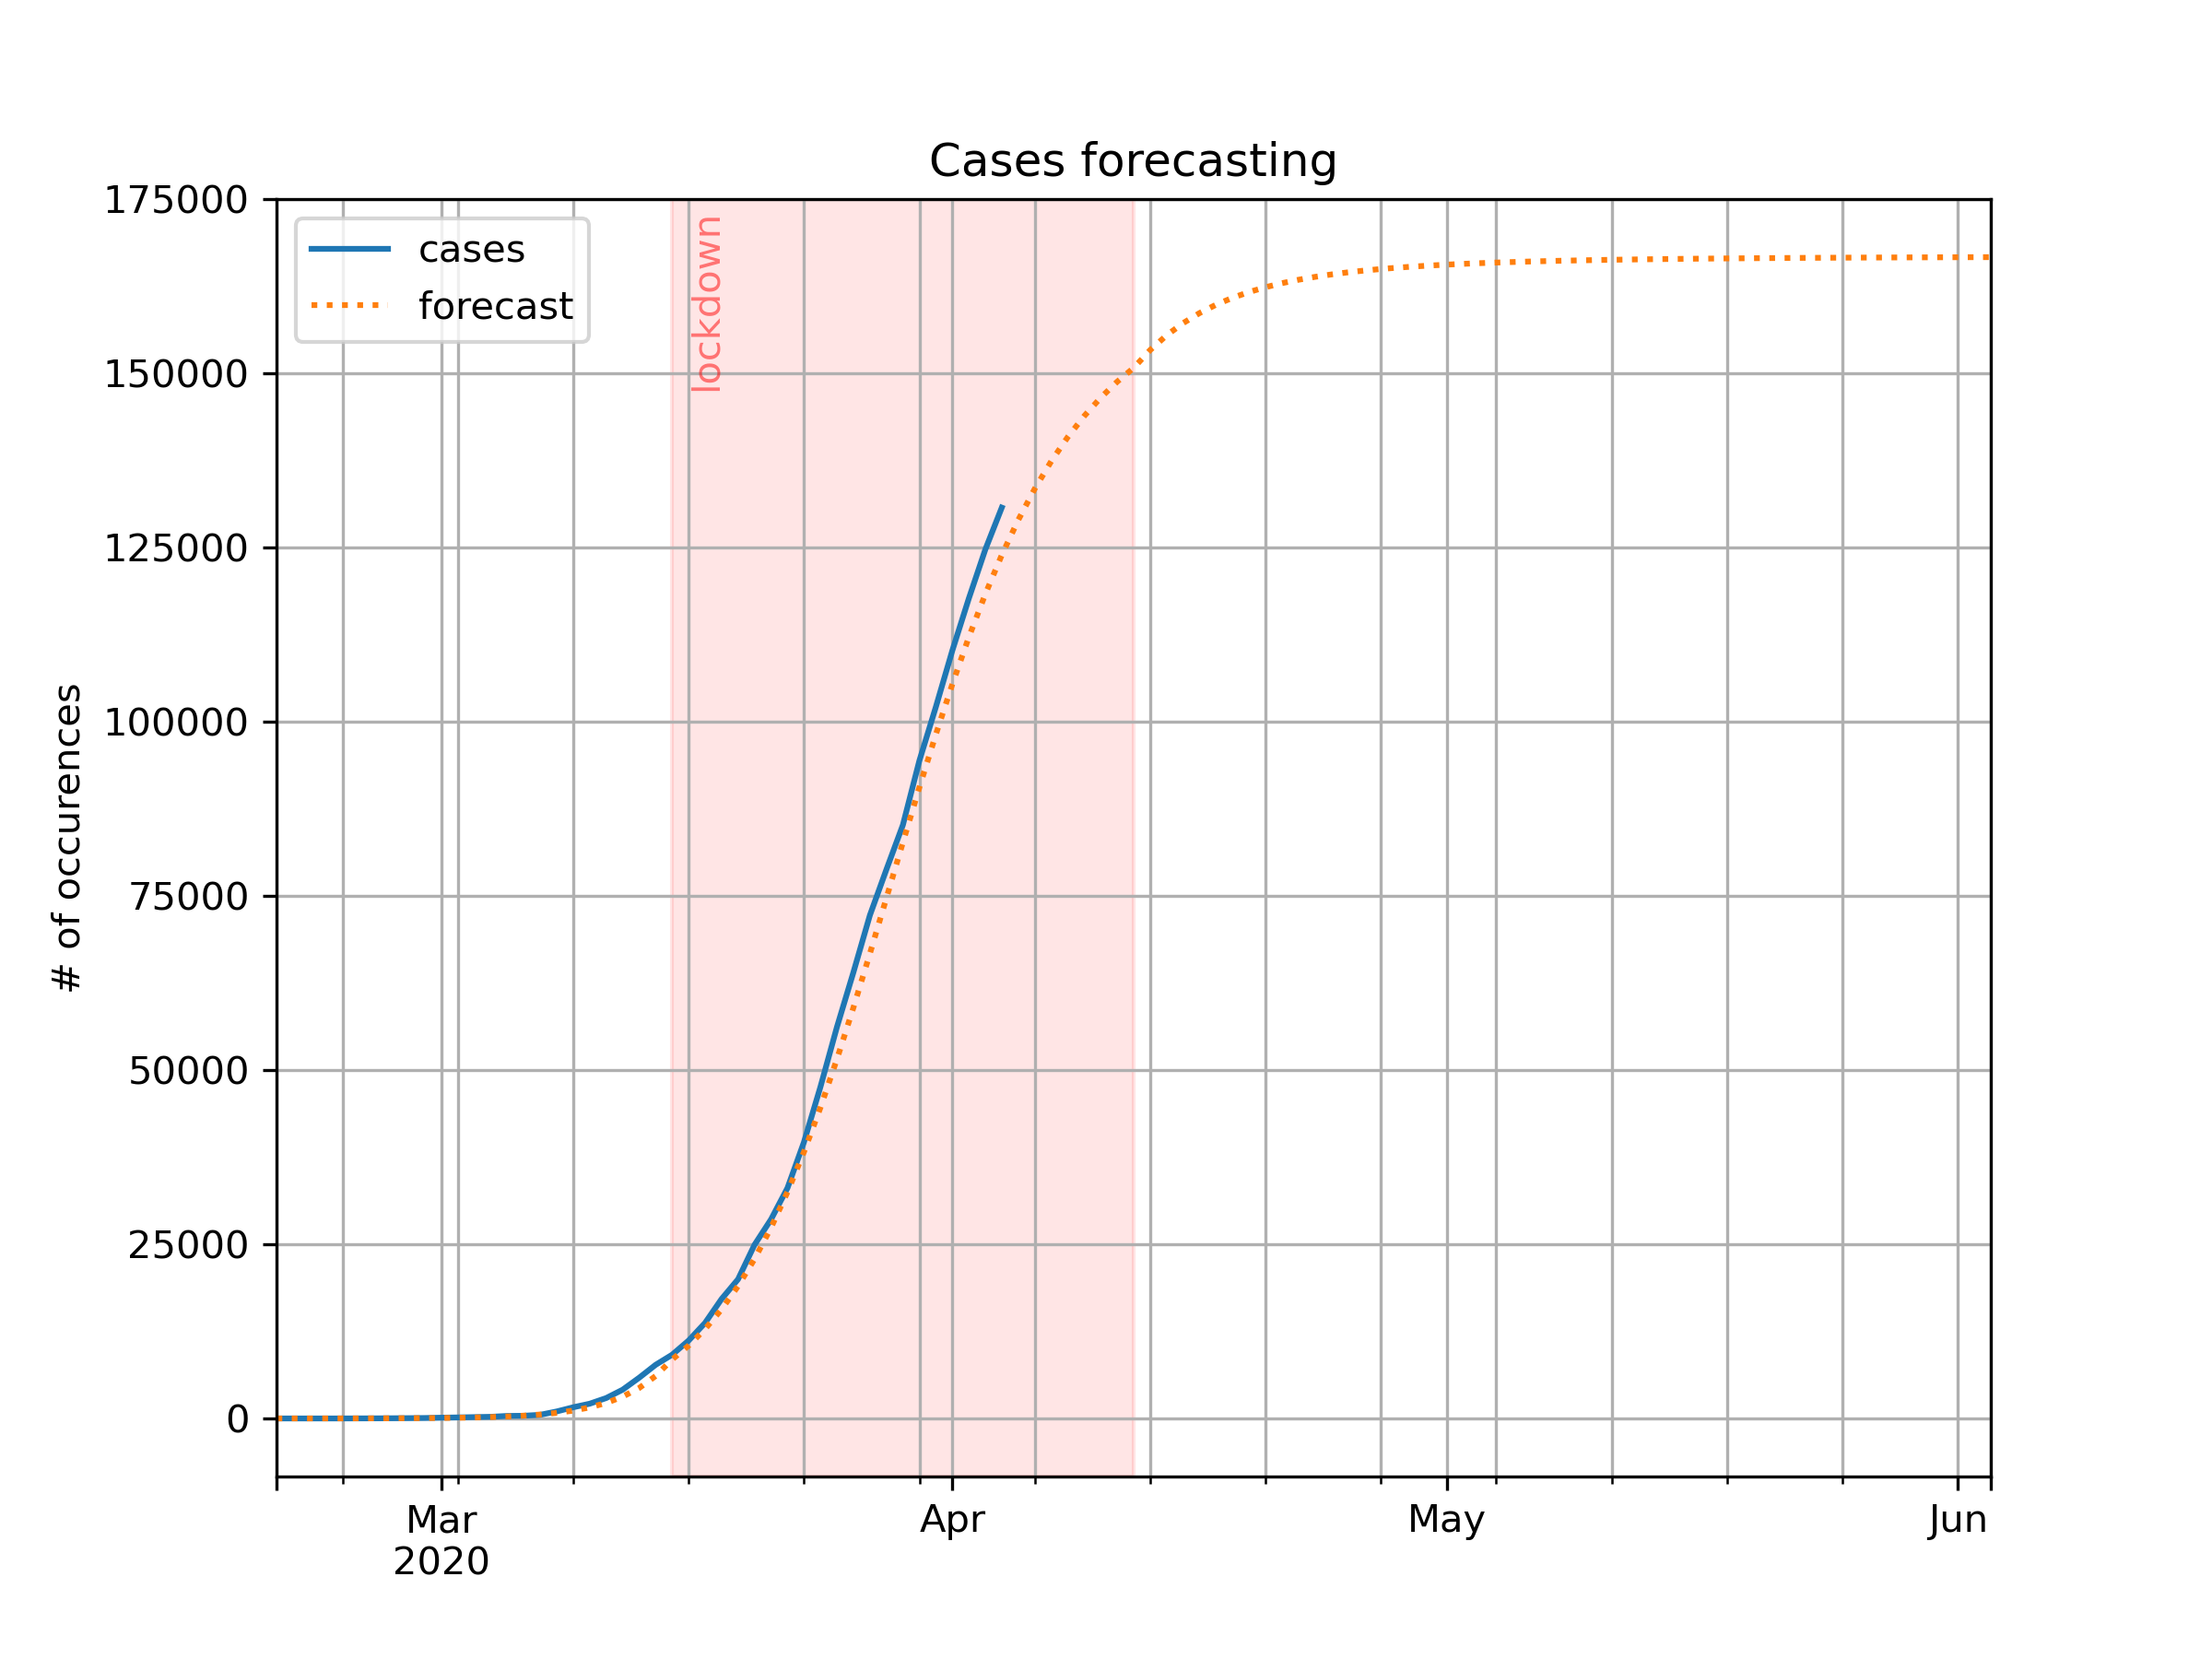 Cases forecasting
175000
150000
125000
100000
75000
50000
25000
0
# of occurences
cases
forecast
lockdown
Mar
2020
Apr
May
Jun